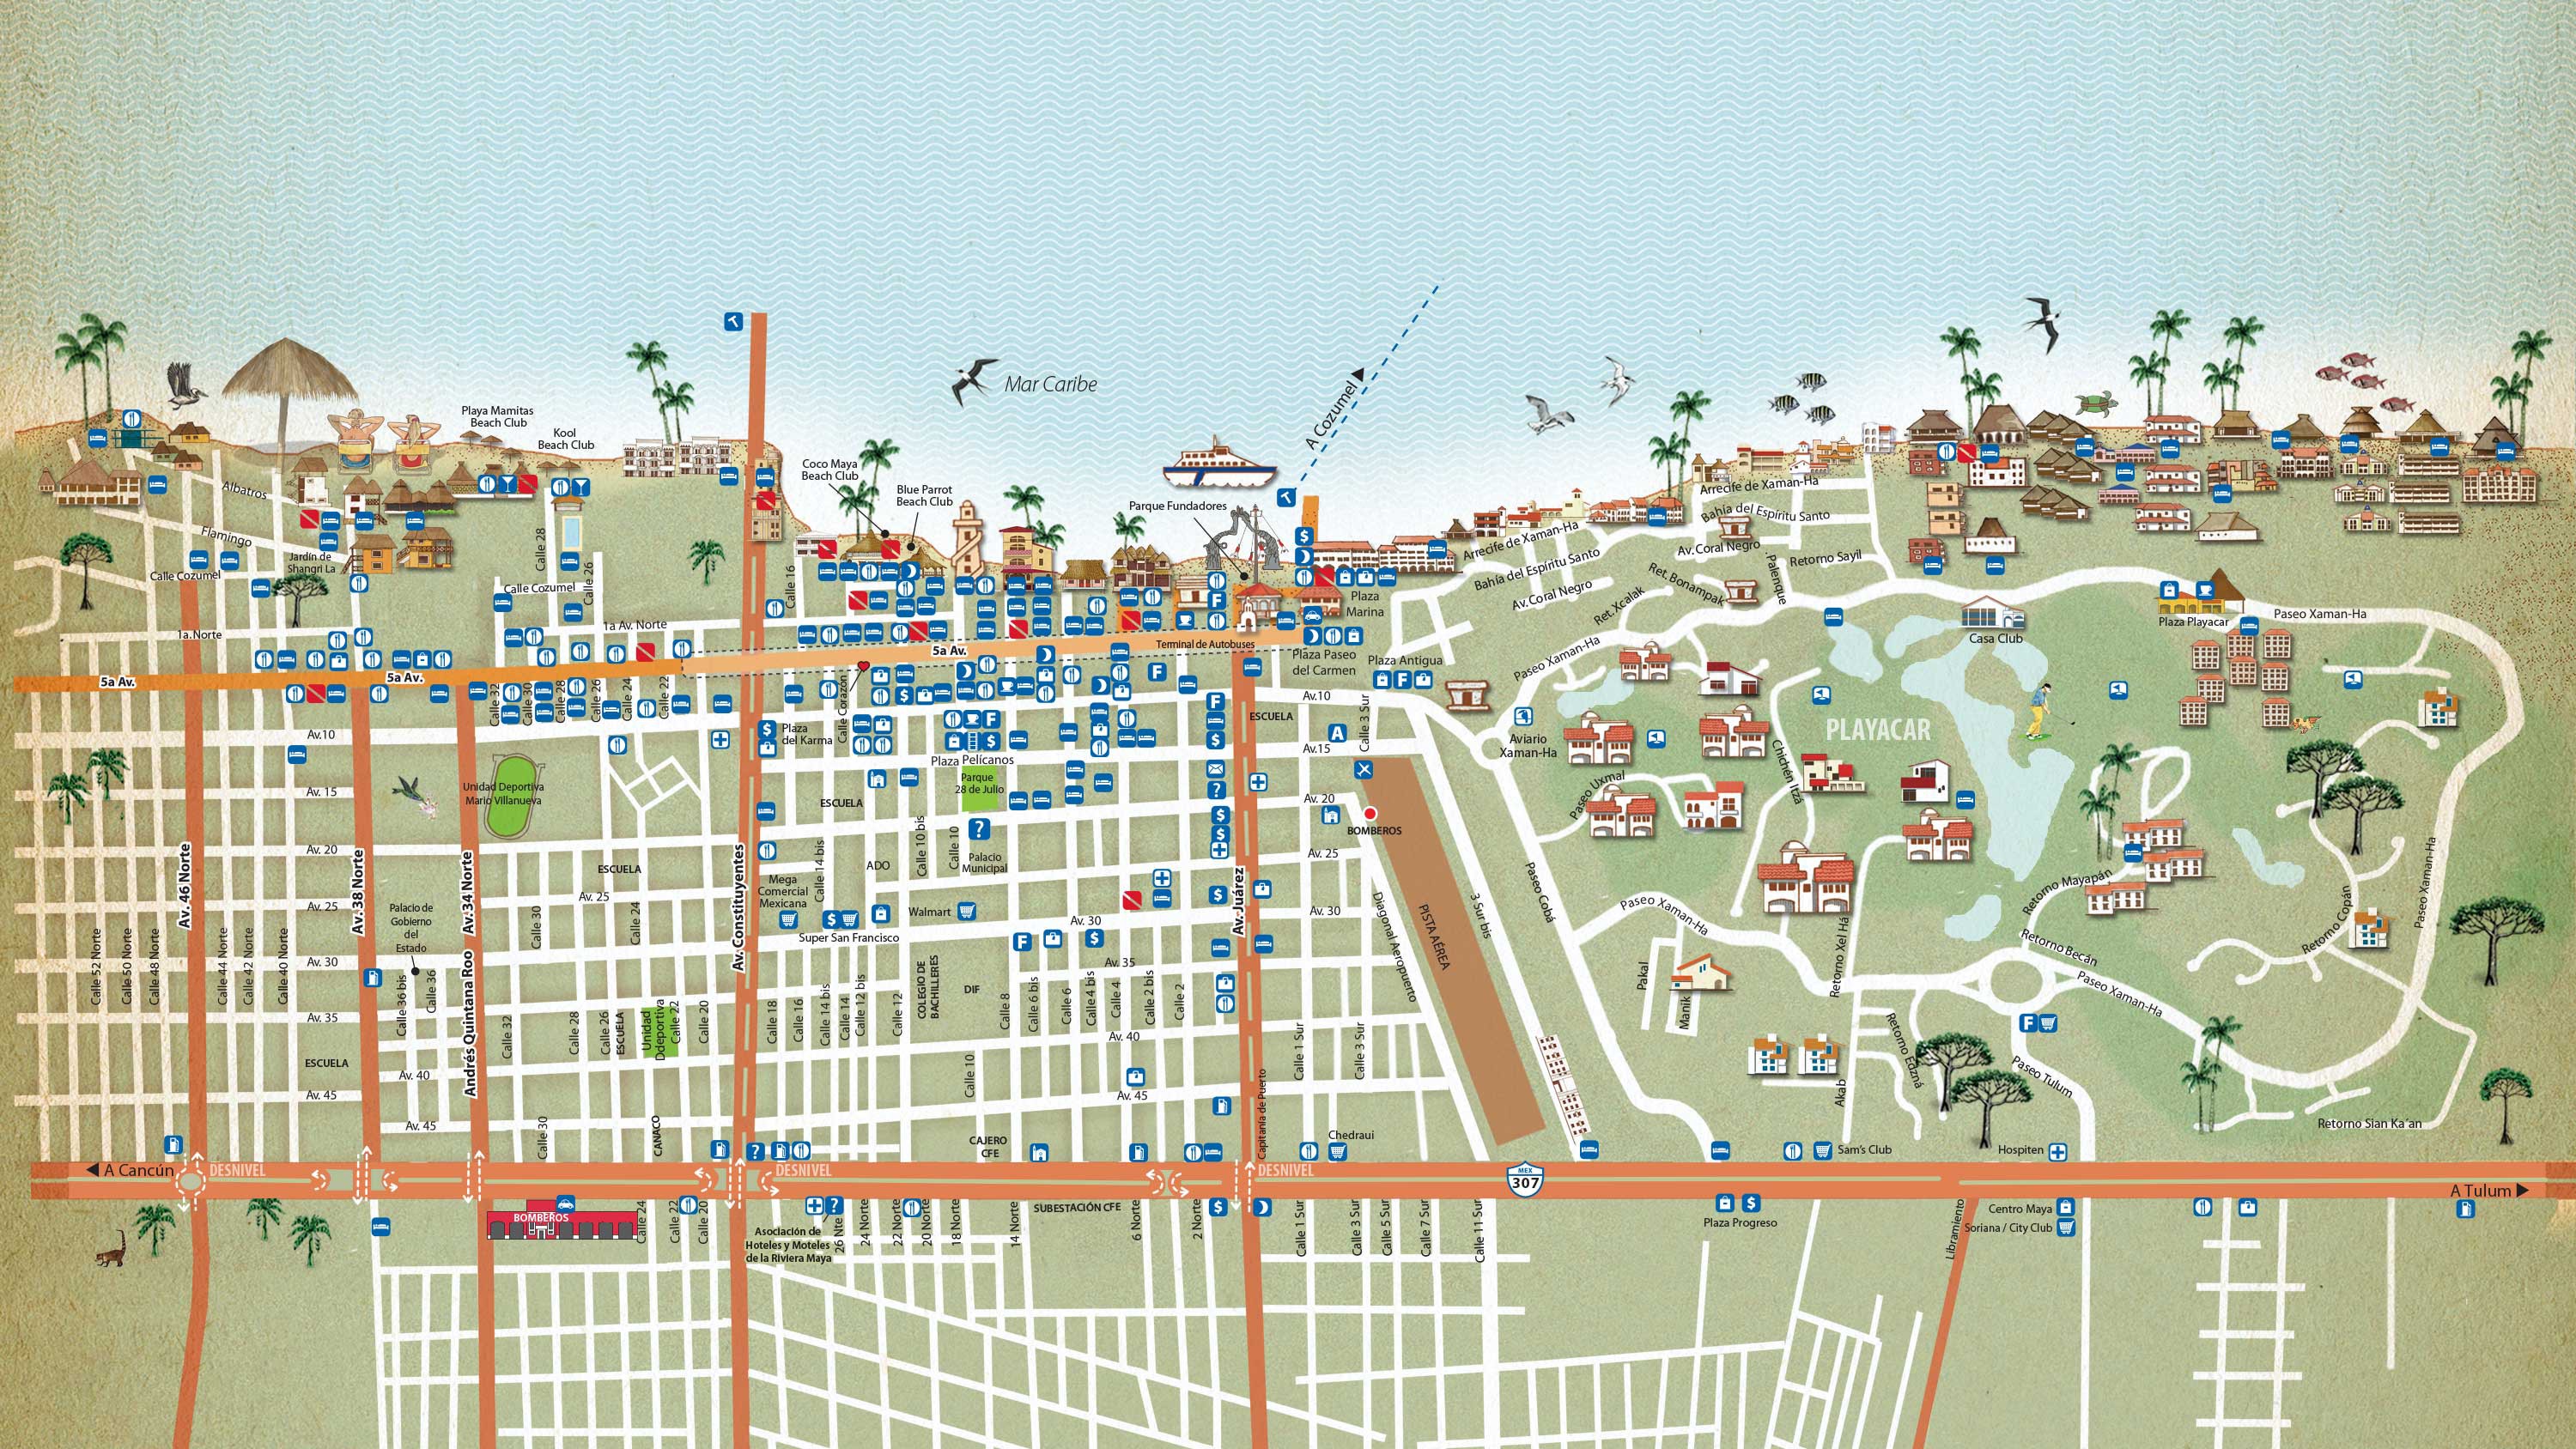 Mar Caribe
A Cozumel
Playa Mamitas
Beach Club
Kool
Beach Club
Coco Maya
Beach Club
Blue Parrot
Beach Club
Parque Fundadores
Albatros
Flamingo
Jardín de
Shangri La
Calle Cozumel
Calle 28
Calle 26
Calle Cozumel
Calle 16
1a. Norte
1a Av. Norte
5a Av.
5a Av.
5a Av.
Terminal de Autobuses
Plaza
Marina
Plaza Paseo
del Carmen
Plaza Antigua
Arrecife de Xaman-Ha
Bahía del Espíritu Santo
Av. Coral Negro
Arrecife de Xaman-Ha
Bahía del Espíritu Santo
Av. Coral Negro
Ret. Xcalak
Ret. Bonampak
Palenque
Retorno Sayil
Paseo Xaman-Ha
Casa Club
Plaza Playacar
Paseo Xaman-Ha
PLAYACAR
Calle 32
Calle 30
Calle 28
Calle 26
Calle 24
Calle 22
Calle Corazon
Plaza
del Karma
Av.10
Av.10
ESCUELA
Calle 3 Sur
Av.15
Aviario
Xaman-Ha
Plaza Pelícanos
Parque
28 de Julio
Unidad Deportiva
Mario Villanueva
Av. 15
ESCUELA
Av. 20
BOMBEROS
Paseo Uxmal
Chichén Itzá
Av. 20
Av. 46 Norte
Av. 38 Norte
Av. 34 Norte
Av. Constituyentes
Av. Juárez
ESCUELA
Calle 14 bis
ADO
Calle 10 bis
Calle 10
Palacio
Municipal
Av. 25
Av. 25
Av. 25
Mega
Comercial
Mexicana
Walmart
Super San Francisco
Av. 30
Av. 30
Diagonal Aeropuerto
PISTA AÉREA
3 Sur bis
Paseo Cobá
Paseo Xaman-Ha
Retorno Xel Há
Retorno Mayapán
Retorno Becán
Retorno Copán
Paseo Xaman-Ha
Paseo Xaman-Ha
Palacio de
Gobierno
del
Estado
Calle 30
Calle 24
Calle 52 Norte
Calle 50 Norte
Calle 48 Norte
Calle 44 Norte
Calle 42 Norte
Calle 40 Norte
Av. 30
Av. 35
Calle 36 bis
Calle 36
Andrés Quintana Roo
Av. 35
Calle 32
Calle 28
Calle 26
ESCUELA
Unidad
Ddeportiva
Calle 22
Calle 20
Calle 18
Calle 16
Calle 14 bis
Calle 14
Calle 12 bis
Calle 12
COLEGIO DE
BACHILLERES
DIF
Calle 8
Calle 6 bis
Calle 6
Calle 4 bis
Calle 4
Calle 2 bis
Calle 2
Calle 1 Sur
Calle 3 Sur
Pakal
Manik
Akab
Retorno Edzná
Paseo Tulum
Retorno Sian Ka´an
ESCUELA
Av. 40
Av. 40
Calle 10
Av. 45
Av. 45
Av. 45
Calle 30
CANACO
CAJERO
CFE
Capitanía de Puerto
Chedraui
Sam's Club
Hospiten
A Cancún
DESNIVEL
DESNIVEL
DESNIVEL
MEX
307
A Tulum
BOMBEROS
Calle 24
Calle 22
Calle 20
Asociación de
Hoteles y Moteles
de la Riviera Maya
26 Nte
24 Norte
22 Norte
20 Norte
18 Norte
14 Norte
SUBESTACIÓN CFE
6 Norte
2 Norte
Calle 1 Sur
Calle 3 Sur
Calle 5 Sur
Calle 7 Sur
Calle 11 Sur
Plaza Progreso
Libramiento
Centro Maya
Soriana / City Club